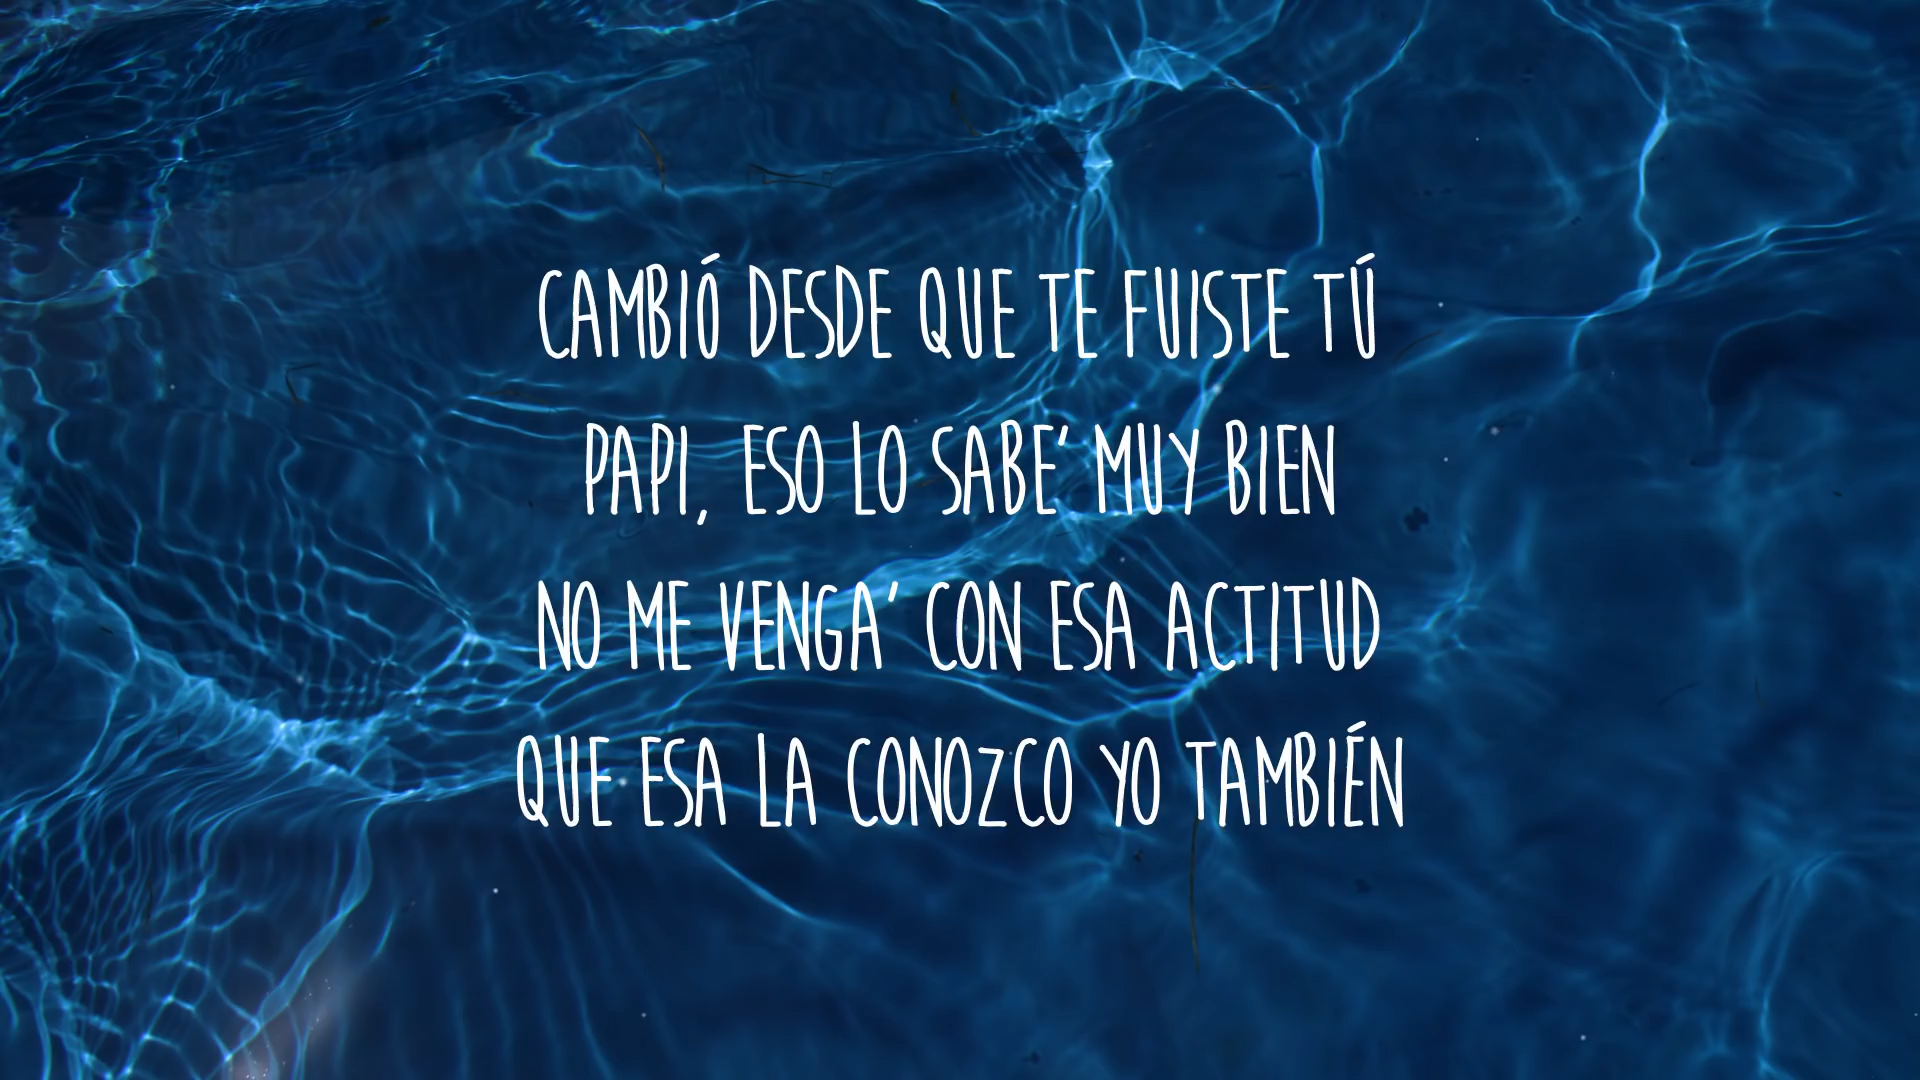 CAMBIÓ DESDE QUE TE FUISTE TÚ
PAPI, ESO LO SABE' MUY BIEN
NO ME VENGA' CON ESA ACTITUD
QUE ESA LA CONOZCO YO TAMBIÉN